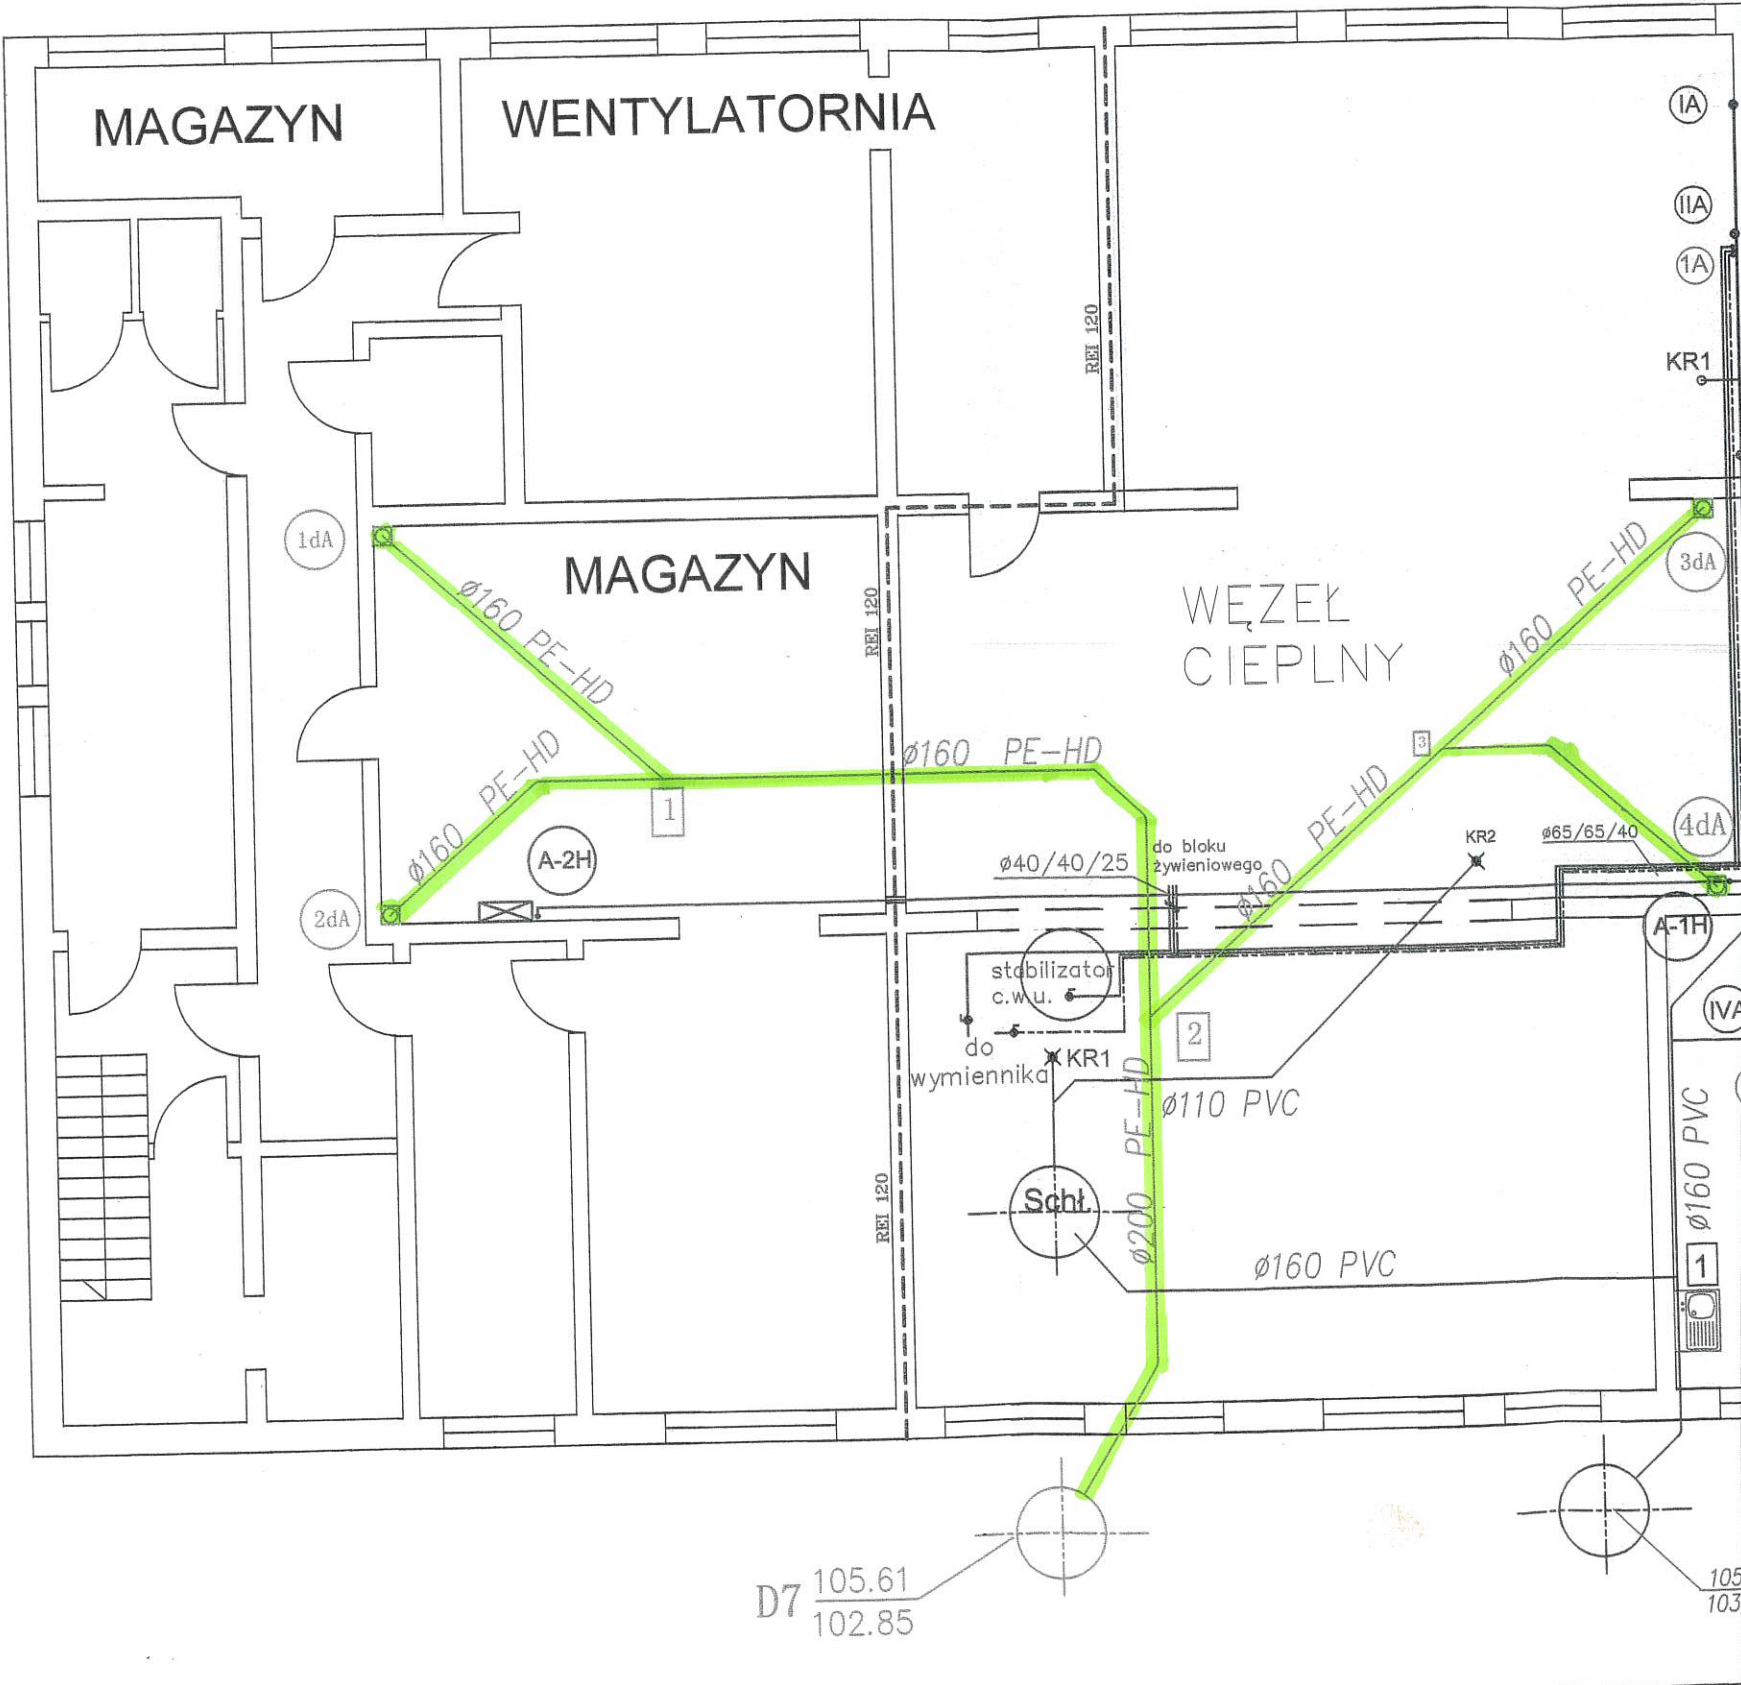 MAGAZYN
WENTYLATORNIA
IA
IIA
1A
REI 120
KR1
1dA
MAGAZYN
ø160 PE-HD
REI 120
WĘZEŁ
CIEPLNY
ø160 PE-HD
3dA
ø160 PE-HD
ø160 PE-HD
3
1
ø160 PE-HD
4dA
A-2H
ø40/40/25
do bloku
żywieniowego
KR2
ø65/65/40
2dA
ø160
A-1H
stabilizator
c.w.u.
IVA
2
do
wymiennika
KR1
ø110 PVC
ø200 PE-HD
ø160 PVC
REI 120
Schł.
ø160 PVC
1
D7
105.61
102.85
105
103